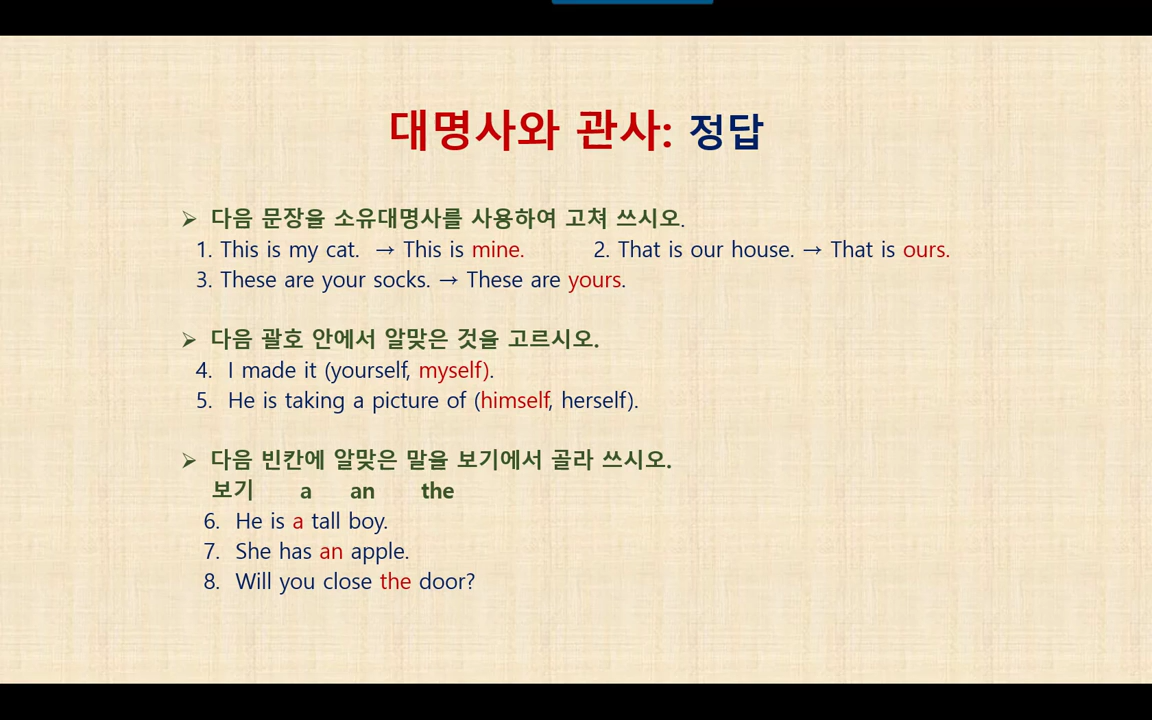 대명사와 관사: 정답
➢ 다음 문장을 소유대명사를 사용하여 고쳐 쓰시오.
1. This is my cat. → This is mine. 2. That is our house. → That is ours.
3. These are your socks. → These are yours.
➢ 다음 괄호 안에서 알맞은 것을 고르시오.
4. I made it (yourself, myself).
5. He is taking a picture of (himself, herself).
➢ 다음 빈칸에 알맞은 말을 보기에서 골라 쓰시오.
보기 a an the
6. He is a tall boy.
7. She has an apple.
8. Will you close the door?